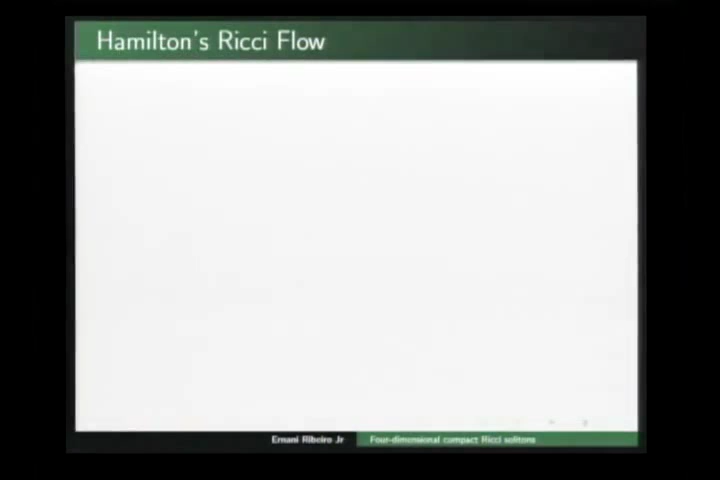 Hamilton's Ricci Flow
Ernani Ribeiro Jr
Four-dimensional compact Ricci solitons